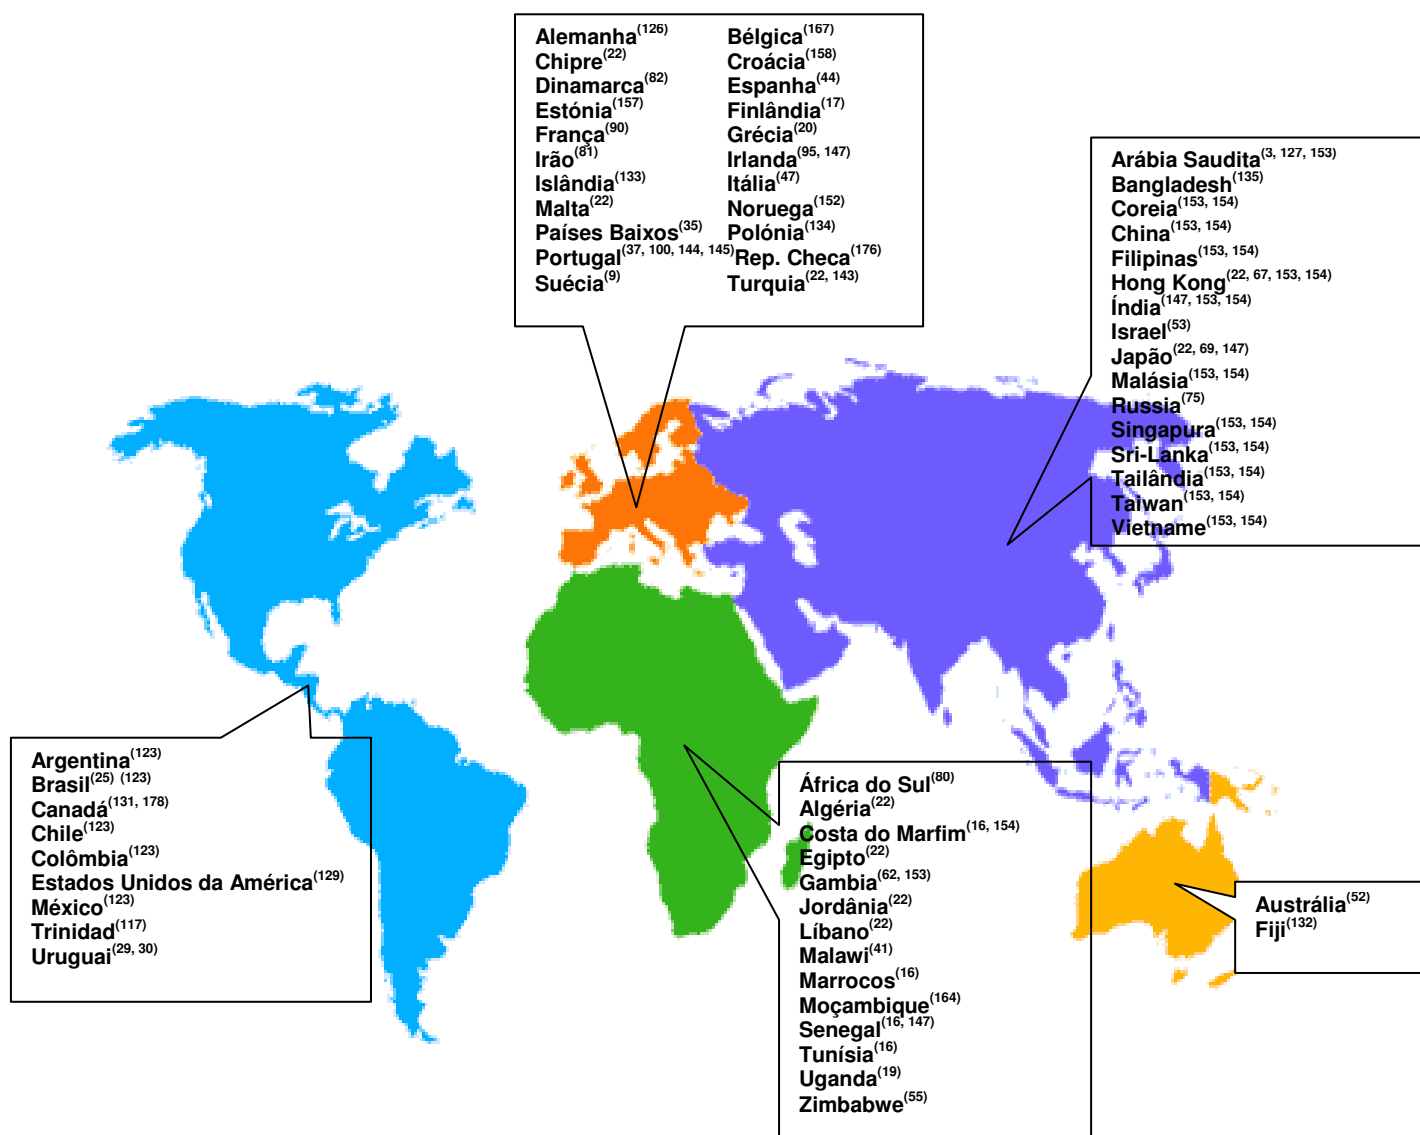 Alemanha(126) Bélgica(167)
Chipre(22) Croácia(158)
Dinamarca(82) Espanha(44)
Estónia(157) Finlândia(17)
França(90) Grécia(20)
Irão(81) Irlanda(95, 147)
Islândia(133) Itália(47)
Malta(22) Noruega(152)
Países Baixos(35) Polónia(134)
Portugal(37, 100, 144, 145) Rep. Checa(176)
Suécia(9) Turquia(22, 143)
Arábia Saudita(3, 127, 153)
Bangladesh(135)
Coreia(153, 154)
China(153, 154)
Filipinas(153, 154)
Hong Kong(22, 67, 153, 154)
Índia(147, 153, 154)
Israel(53)
Japão(22, 69, 147)
Malásia(153, 154)
Russia(75)
Singapura(153, 154)
Sri-Lanka(153, 154)
Tailândia(153, 154)
Taiwan(153, 154)
Vietname(153, 154)
Argentina(123)
Brasil(25) (123)
Canadá(131, 178)
Chile(123)
Colômbia(123)
Estados Unidos da América(129)
México(123)
Trinidad(117)
Uruguai(29, 30)
África do Sul(80)
Algéria(22)
Costa do Marfim(16, 154)
Egipto(22)
Gambia(62, 153)
Jordânia(22)
Líbano(22)
Malawi(41)
Marrocos(16)
Moçambique(164)
Senegal(16, 147)
Tunísia(16)
Uganda(19)
Zimbabwe(55)
Austrália(52)
Fiji(132)